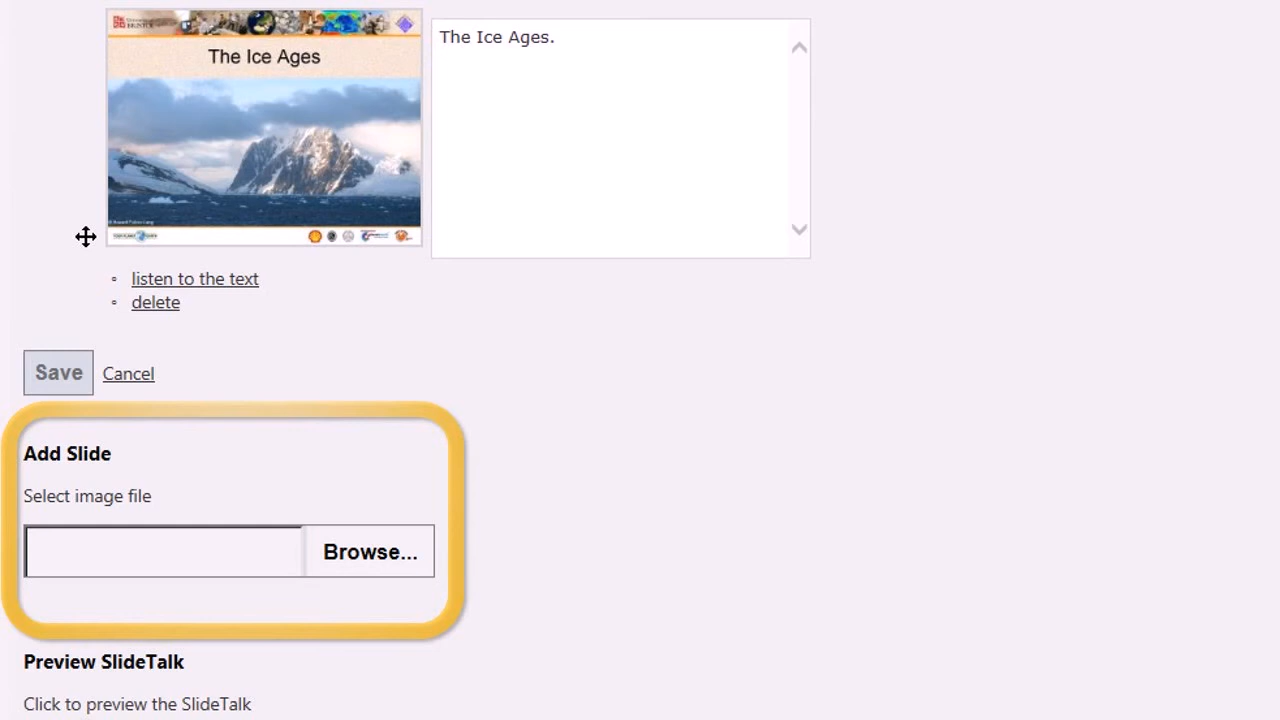 BRISTOL
The Ice Ages
The Ice Ages.
listen to the text
delete
Save Cancel
Add Slide
Select image file
Browse...
Preview SlideTalk
Click to preview the SlideTalk